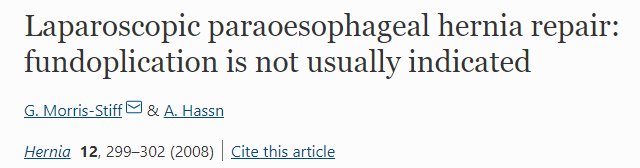 Laparoscopic paraoesophageal hernia repair:
fundoplication is not usually indicated
G. Morris-Stiff & A. Hassn
Hernia 12, 299–302 (2008) | Cite this article